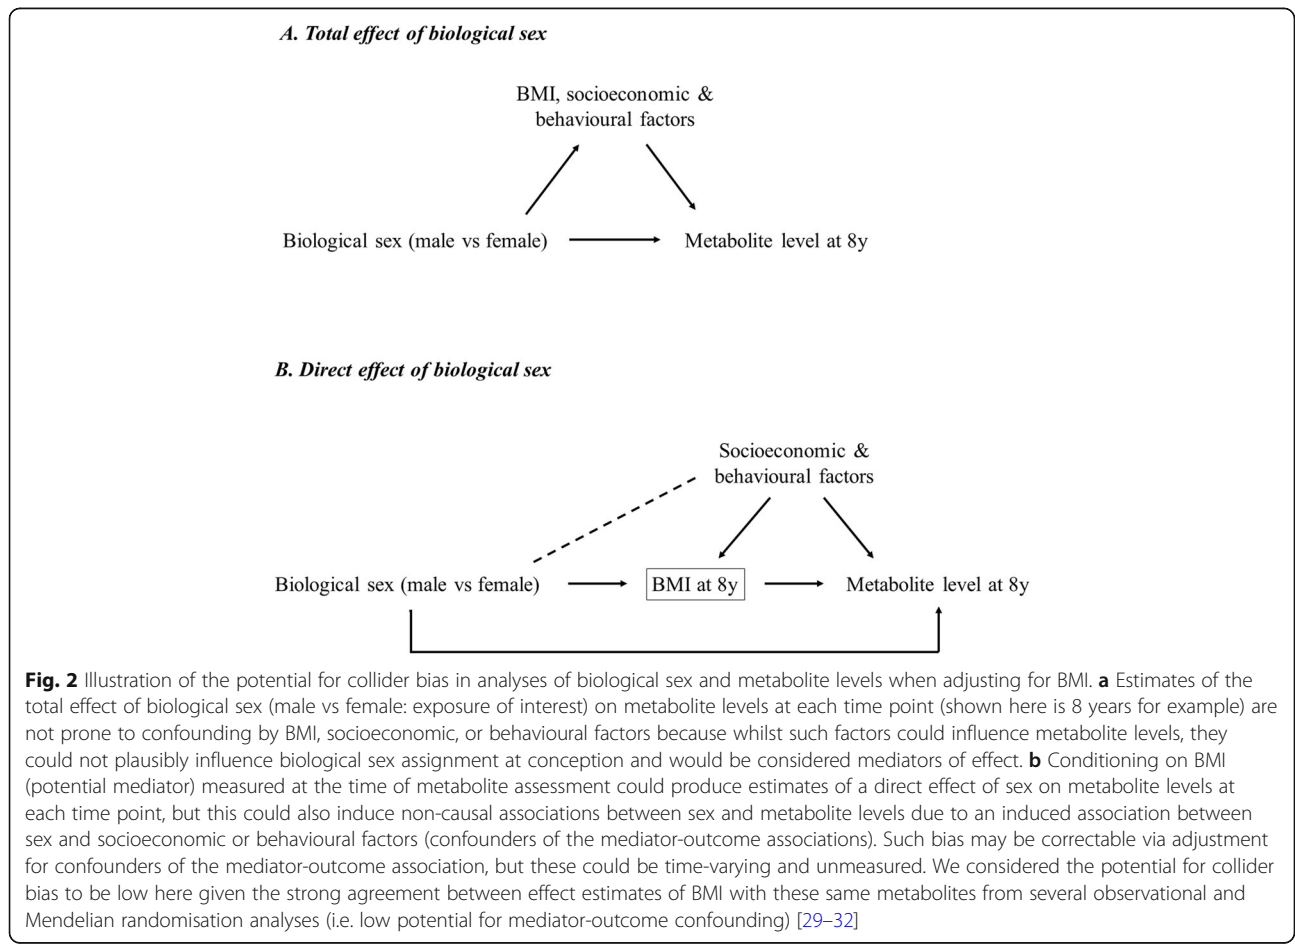 A. Total effect of biological sex
BMI, socioeconomic &
behavioural factors
Biological sex (male vs female)
Metabolite level at 8y
B. Direct effect of biological sex
Socioeconomic &
behavioural factors
Biological sex (male vs female)
BMI at 8y
Metabolite level at 8y
Fig. 2 Illustration of the potential for collider bias in analyses of biological sex and metabolite levels when adjusting for BMI. a Estimates of the
total effect of biological sex (male vs female: exposure of interest) on metabolite levels at each time point (shown here is 8 years for example) are
not prone to confounding by BMI, socioeconomic, or behavioural factors because whilst such factors could influence metabolite levels, they
could not plausibly influence biological sex assignment at conception and would be considered mediators of effect. b Conditioning on BMI
(potential mediator) measured at the time of metabolite assessment could produce estimates of a direct effect of sex on metabolite levels at
each time point, but this could also induce non-causal associations between sex and metabolite levels due to an induced association between
sex and socioeconomic or behavioural factors (confounders of the mediator-outcome associations). Such bias may be correctable via adjustment
for confounders of the mediator-outcome association, but these could be time-varying and unmeasured. We considered the potential for collider
bias to be low here given the strong agreement between effect estimates of BMI with these same metabolites from several observational and
Mendelian randomisation analyses (i.e. low potential for mediator-outcome confounding) [29–32]